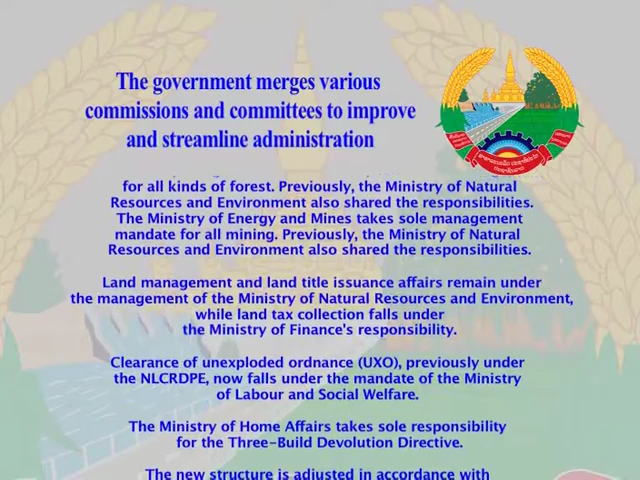 The government merges various
commissions and committees to improve
and streamline administration
for all kinds of forest. Previously, the Ministry of Natural
Resources and Environment also shared the responsibilities.
The Ministry of Energy and Mines takes sole management
mandate for all mining. Previously, the Ministry of Natural
Resources and Environment also shared the responsibilities.
Land management and land title issuance affairs remain under
the management of the Ministry of Natural Resources and Environment,
while land tax collection falls under
the Ministry of Finance's responsibility.
Clearance of unexploded ordnance (UXO), previously under
the NLCRDPE, now falls under the mandate of the Ministry
of Labour and Social Welfare.
The Ministry of Home Affairs takes sole responsibility
for the Three-Build Devolution Directive.
The new structure is adjusted in accordance with